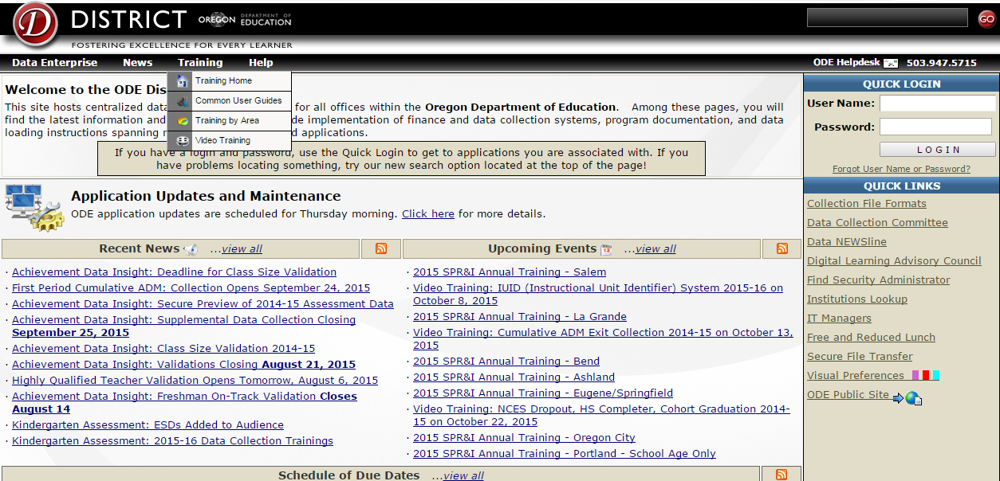 D DISTRICT OREGON DEPARTMENT OF EDUCATION
GO
FOSTERING EXCELLENCE FOR EVERY LEARNER
Data Enterprise News Training Help ODE Helpdesk 503.947.5715
Training Home
Common User Guides
Training by Area
Video Training
Welcome to the ODE Dis
This site hosts centralized data for all offices within the Oregon Department of Education. Among these pages, you will
find the latest information and de implementation of finance and data collection systems, program documentation, and data
loading instructions spanning d applications.
If you have a login and password, use the Quick Login to get to applications you are associated with. If you
have problems locating something, try our new search option located at the top of the page!
QUICK LOGIN
User Name:
Password:
LOGIN
Forgot User Name or Password?
QUICK LINKS
Collection File Formats
Data Collection Committee
Data NEWSline
Digital Learning Advisory Council
Find Security Administrator
Institutions Lookup
IT Managers
Free and Reduced Lunch
Secure File Transfer
Visual Preferences
ODE Public Site
Application Updates and Maintenance
ODE application updates are scheduled for Thursday morning. Click here for more details.
Recent News ...view all
· Achievement Data Insight: Deadline for Class Size Validation
· First Period Cumulative ADM: Collection Opens September 24, 2015
· Achievement Data Insight: Secure Preview of 2014-15 Assessment Data
· Achievement Data Insight: Supplemental Data Collection Closing
September 25, 2015
· Achievement Data Insight: Class Size Validation 2014-15
· Achievement Data Insight: Validations Closing August 21, 2015
· Highly Qualified Teacher Validation Opens Tomorrow, August 6, 2015
· Achievement Data Insight: Freshman On-Track Validation Closes
August 14
· Kindergarten Assessment: ESDs Added to Audience
· Kindergarten Assessment: 2015-16 Data Collection Trainings
Upcoming Events 12 ...view all
· 2015 SPR&I Annual Training - Salem
· Video Training: IUID (Instructional Unit Identifier) System 2015-16 on
October 8, 2015
· 2015 SPR&I Annual Training - La Grande
· Video Training: Cumulative ADM Exit Collection 2014-15 on October 13,
2015
· 2015 SPR&I Annual Training - Bend
· 2015 SPR&I Annual Training - Ashland
· 2015 SPR&I Annual Training - Eugene/Springfield
· Video Training: NCES Dropout, HS Completer, Cohort Graduation 2014-
15 on October 22, 2015
· 2015 SPR&I Annual Training - Oregon City
· 2015 SPR&I Annual Training - Portland - School Age Only
Schedule of Due Dates ...view all